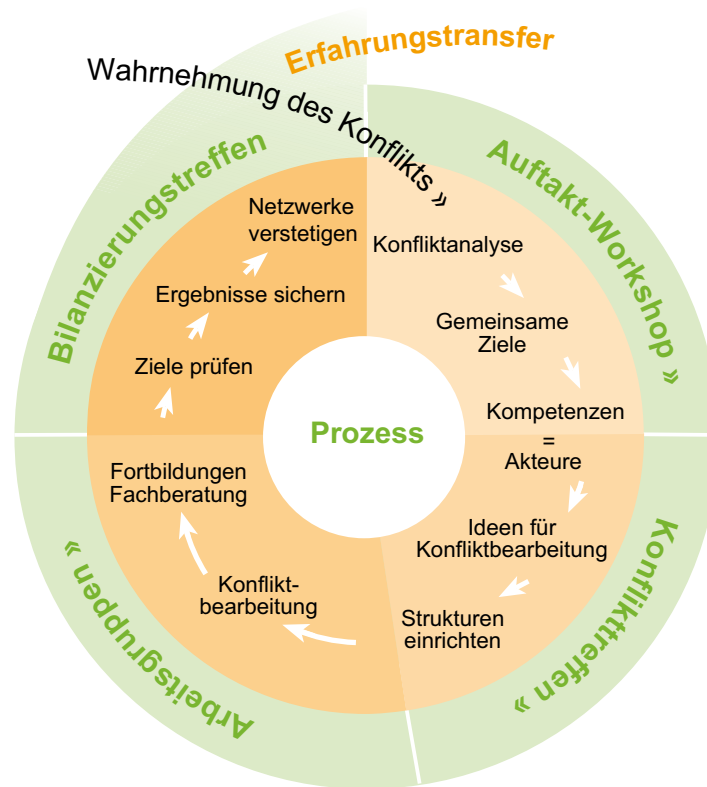 Erfahrungstransfer
Wahrnehmung des Konflikts »
Auftakt-Workshop »
Konfliktanalyse
Gemeinsame
Ziele
Kompetenzen
=
Akteure
Konflikttreffen »
Ideen für
Konfliktbearbeitung
Strukturen
einrichten
Arbeitsgruppen »
Konflikt-
bearbeitung
Fortbildungen
Fachberatung
Bilanzierungstreffen
Ziele prüfen
Ergebnisse sichern
Netzwerke
verstetigen
Prozess